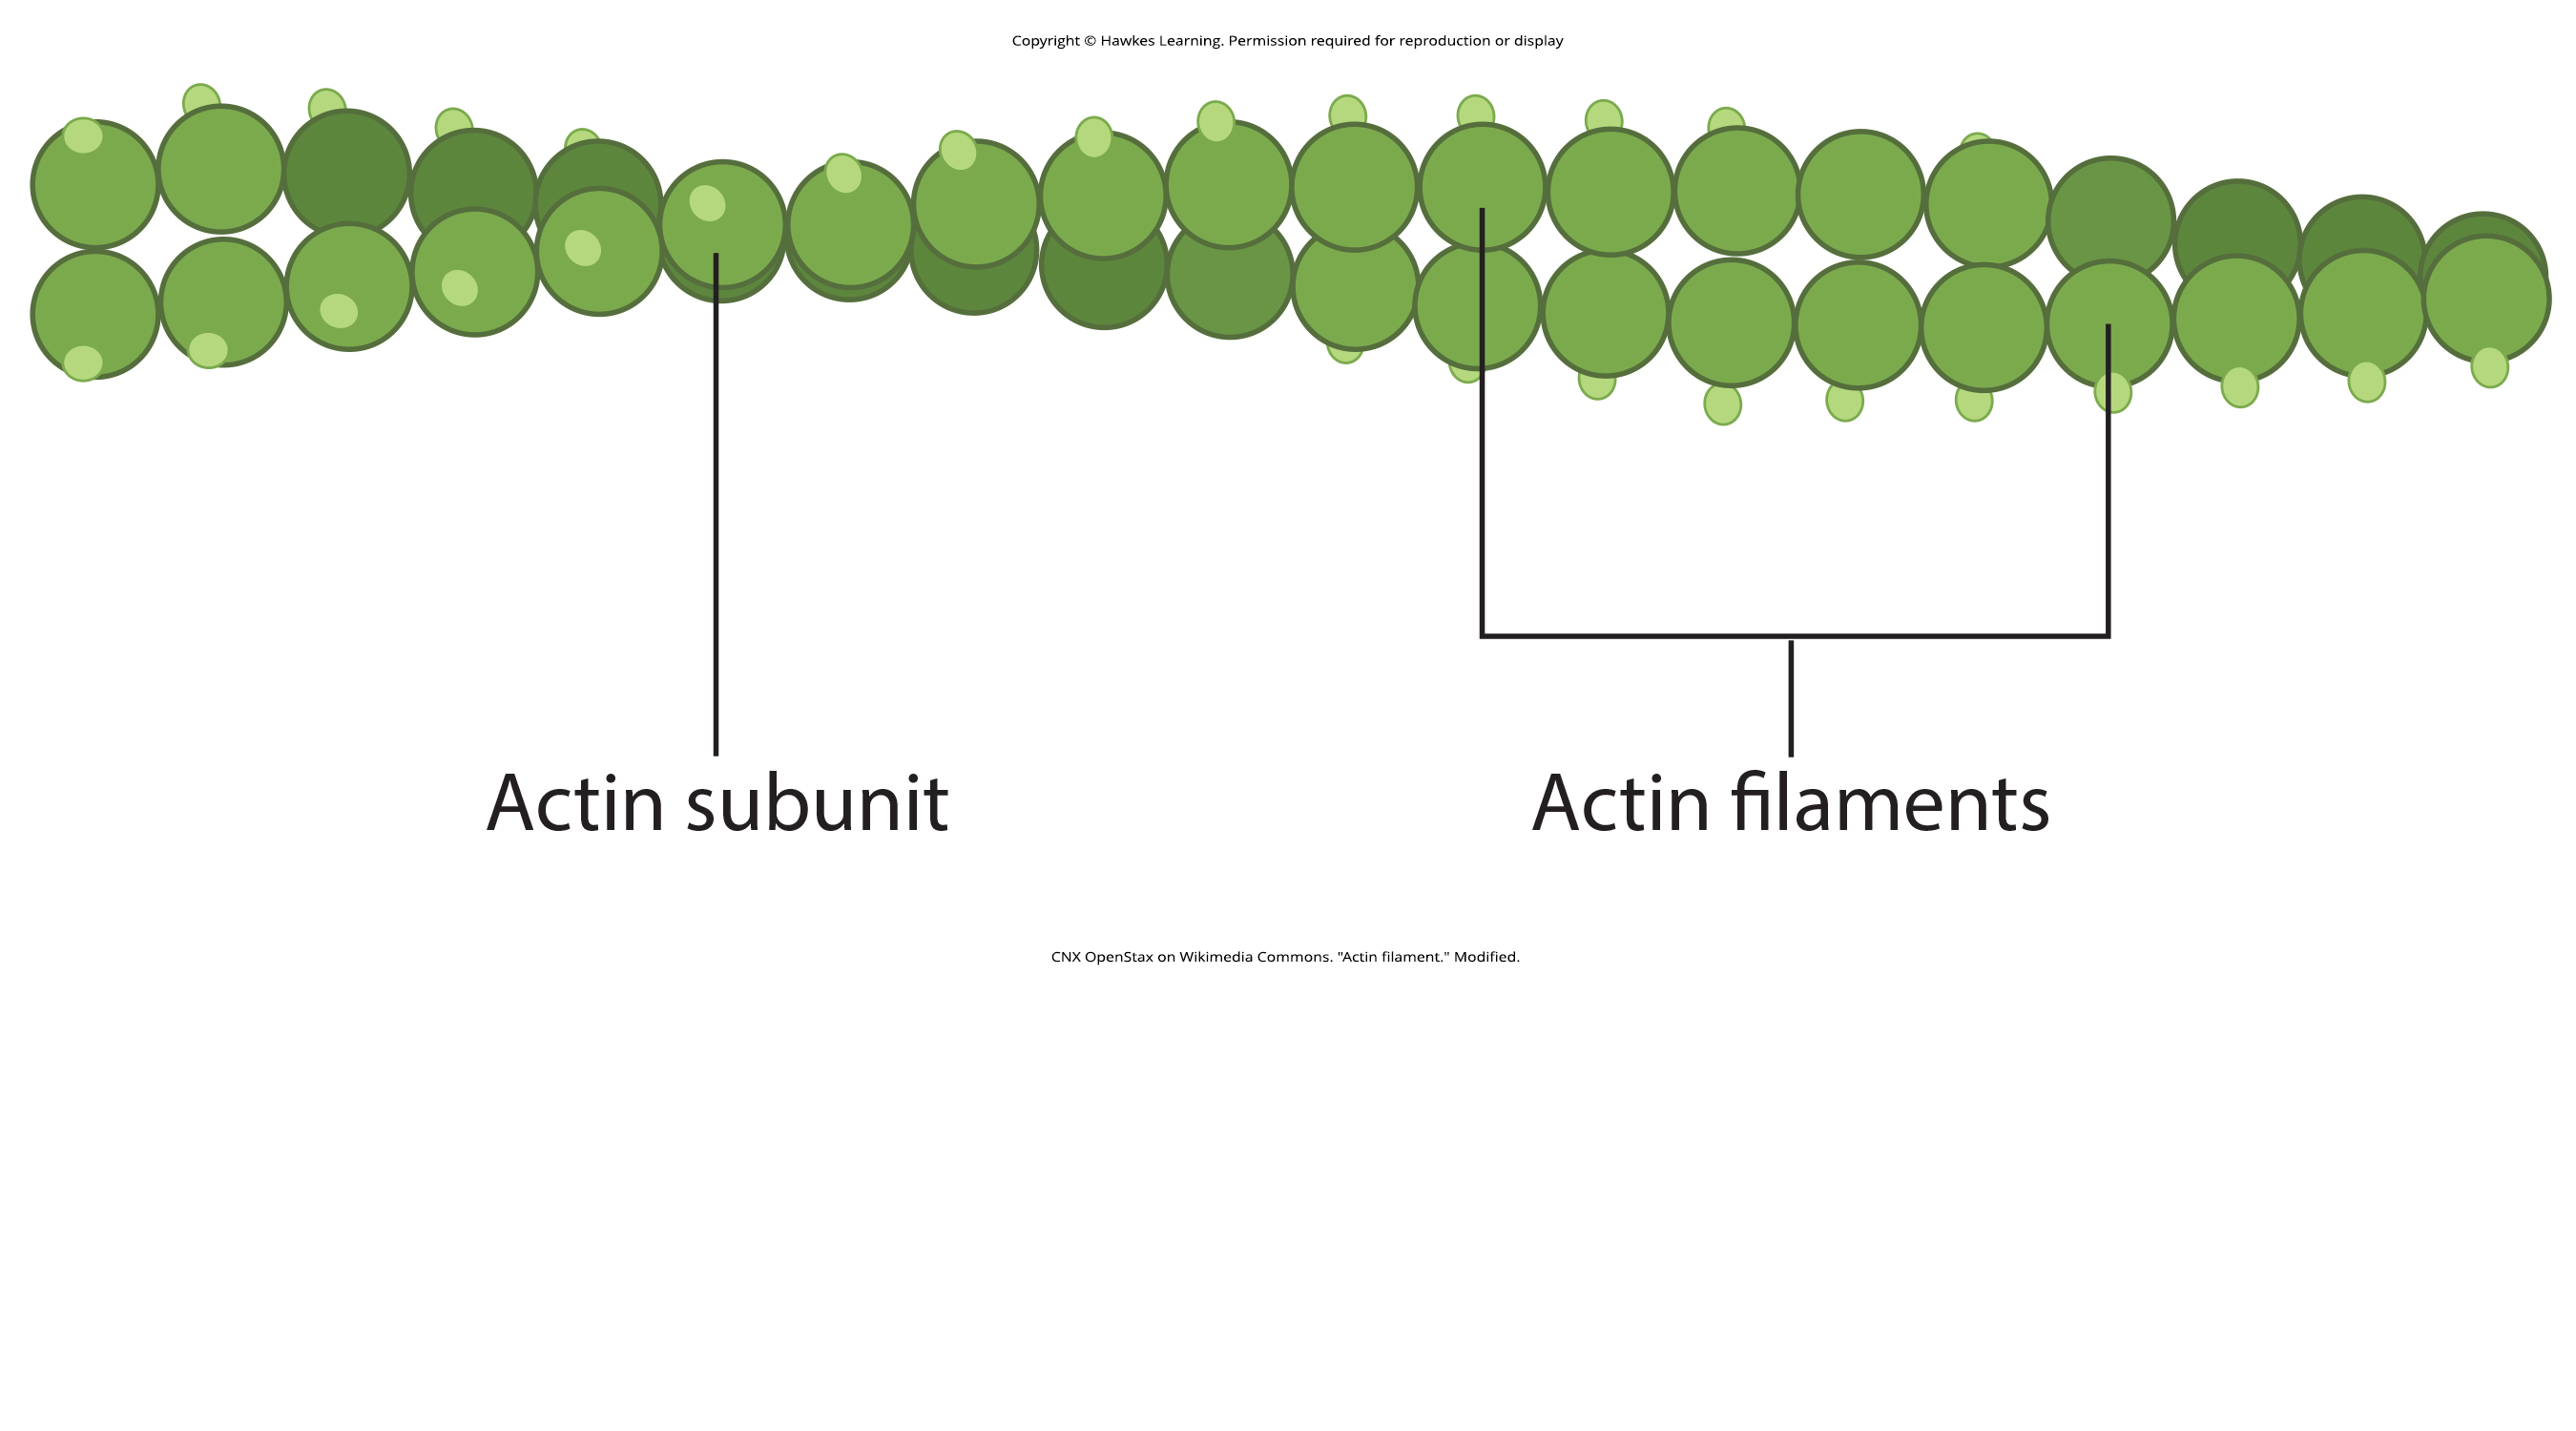 Copyright © Hawkes Learning. Permission required for reproduction or display
Actin subunit
Actin filaments
CNX OpenStax on Wikimedia Commons. "Actin filament." Modified.